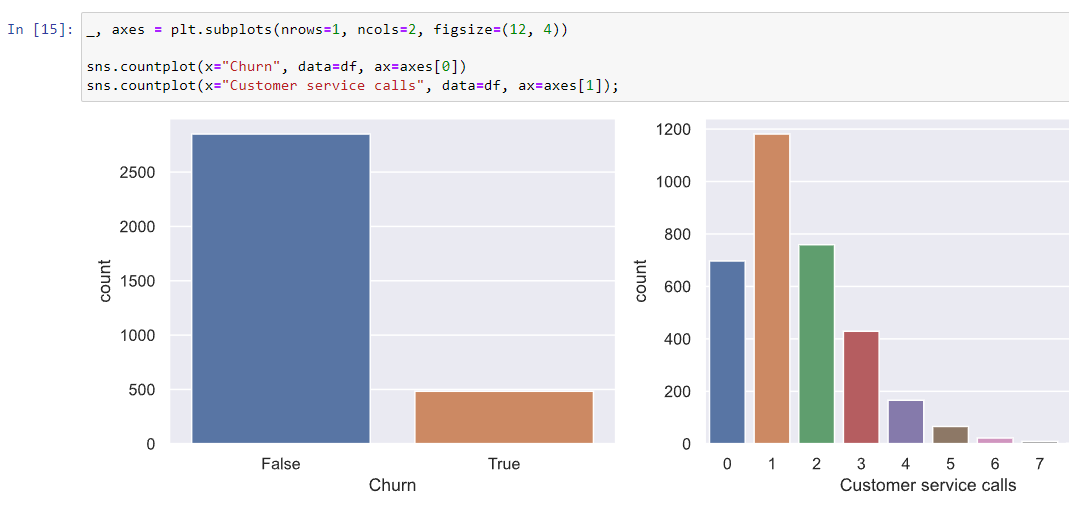 In [15]:
_, axes = plt.subplots(nrows=1, ncols=2, figsize=(12, 4))
sns.countplot(x="Churn", data=df, ax=axes[0])
sns.countplot(x="Customer service calls", data=df, ax=axes[1]);
2500
2000
1500
1000
500
0
count
False True
Churn
1200
1000
800
600
400
200
0
count
0 1 2 3 4 5 6 7
Customer service calls